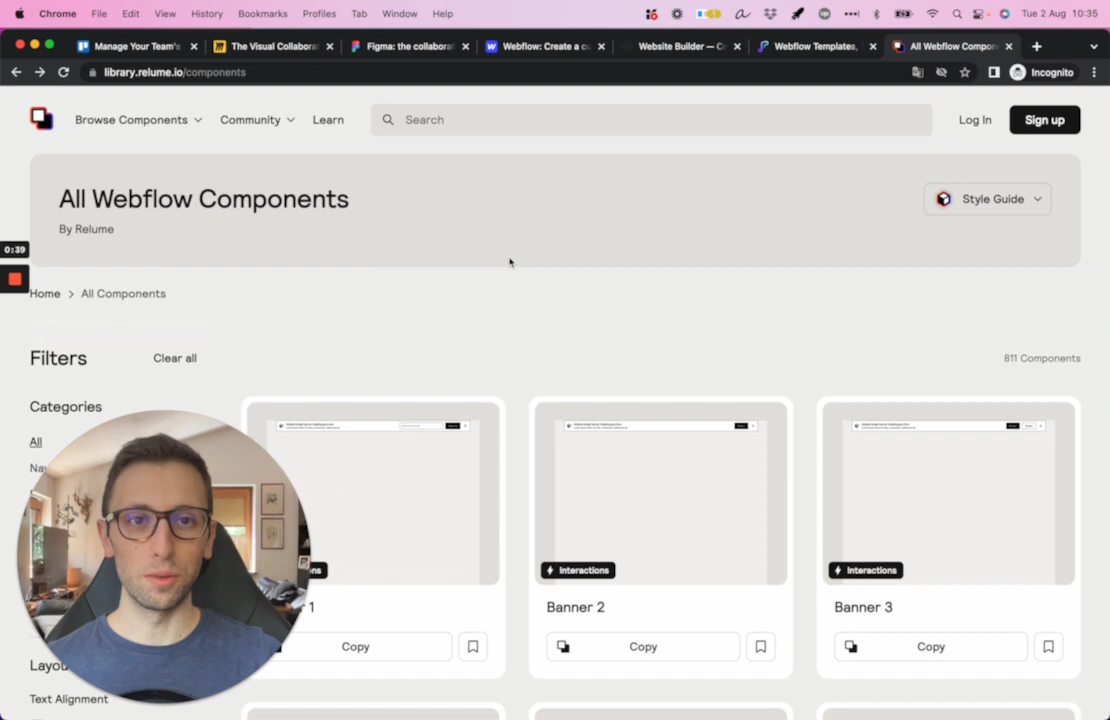 Chrome File Edit View History Bookmarks Profiles Tab Window Help Tue 2 Aug 10:35
Manage Your Team's The Visual Collabora Figma: the collabora Webflow: Create a cu Website Builder — C Webflow Templates, All Webflow Compon
library.relume.io/components Incognito
Browse Components Community Learn Search Log In Sign up
All Webflow Components
Style Guide
By Relume
0:39
Home > All Components
Filters Clear all 811 Components
Categories
All
Na
Interactions Interactions
1 Banner 2 Banner 3
Copy Copy Copy
Layou
Text Alignment